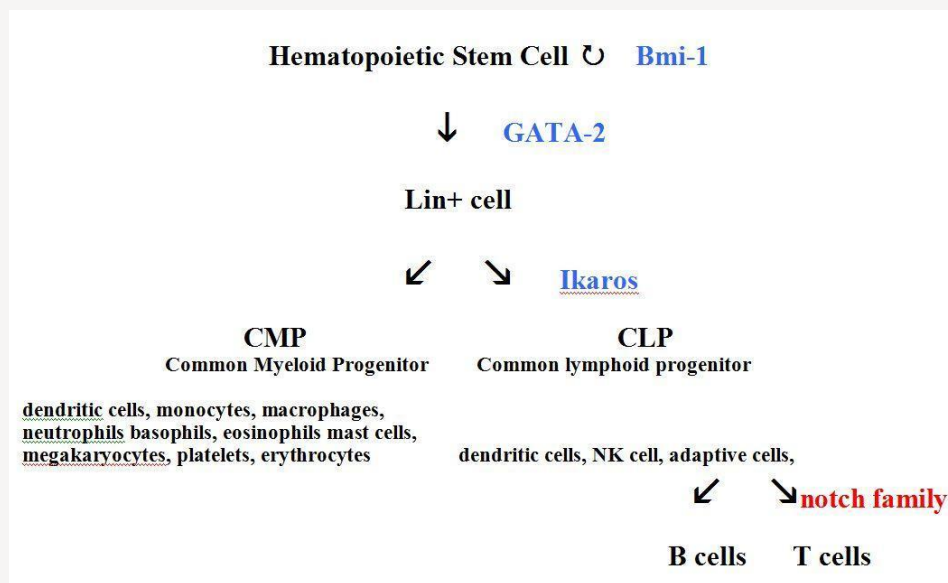 Hematopoietic Stem Cell ↻ Bmi-1
↓ GATA-2
Lin+ cell
↙ ↘ Ikaros
CMP CLP
Common Myeloid Progenitor Common lymphoid progenitor
dendritic cells, monocytes, macrophages,
neutrophils basophils, eosinophils mast cells,
megakaryocytes, platelets, erythrocytes dendritic cells, NK cell, adaptive cells,
↙ ↘ notch family
B cells T cells